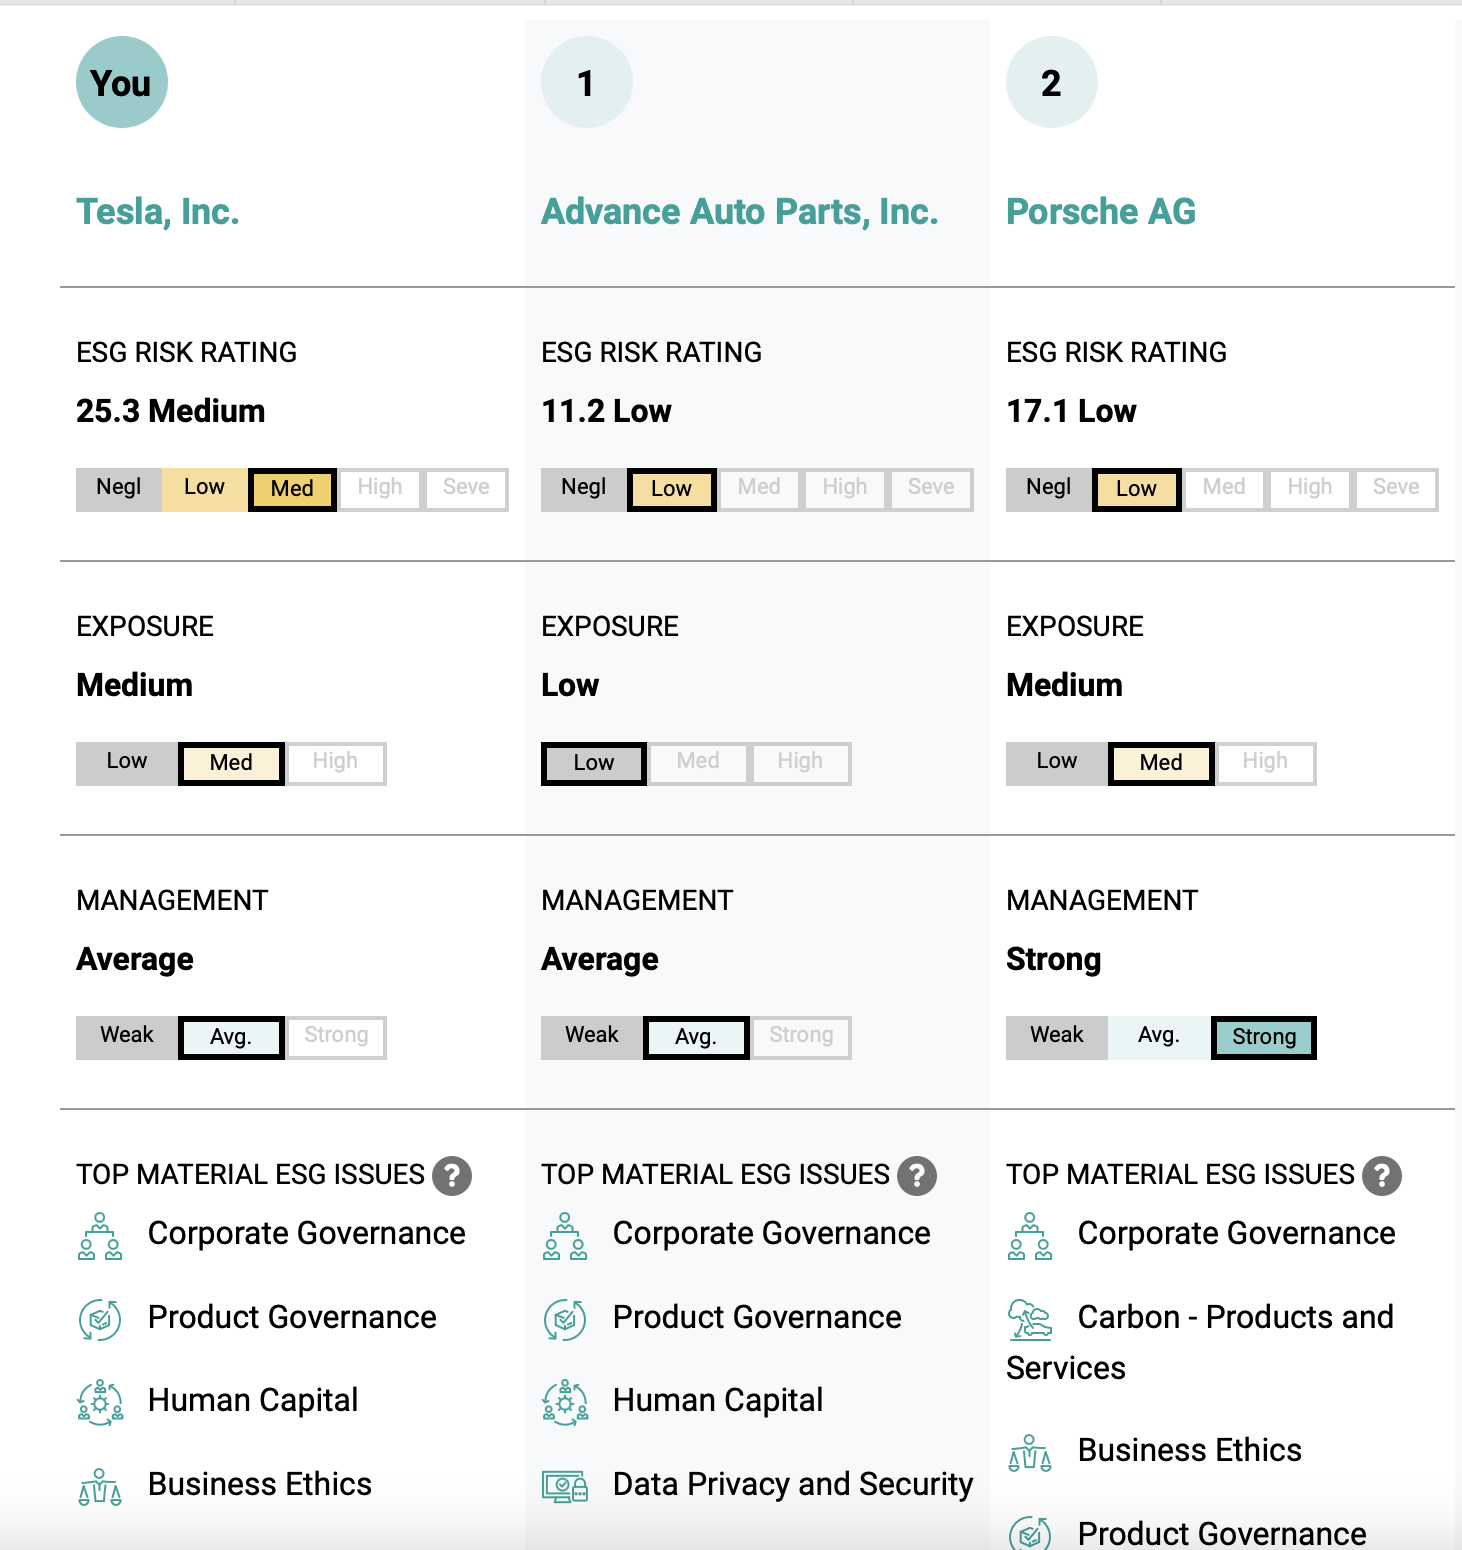 You
1
2
Tesla, Inc.
Advance Auto Parts, Inc.
Porsche AG
ESG RISK RATING
ESG RISK RATING
ESG RISK RATING
25.3 Medium
11.2 Low
17.1 Low
Negl Low Med High Seve
Negl Low Med High Seve
Negl Low Med High Seve
EXPOSURE
EXPOSURE
EXPOSURE
Medium
Low
Medium
Low Med High
Low Med High
Low Med High
MANAGEMENT
MANAGEMENT
MANAGEMENT
Average
Average
Strong
Weak Avg. Strong
Weak Avg. Strong
Weak Avg. Strong
TOP MATERIAL ESG ISSUES ?
Corporate Governance
Product Governance
Human Capital
Business Ethics
TOP MATERIAL ESG ISSUES ?
Corporate Governance
Product Governance
Human Capital
Data Privacy and Security
TOP MATERIAL ESG ISSUES ?
Corporate Governance
Carbon - Products and
Services
Business Ethics
Product Governance